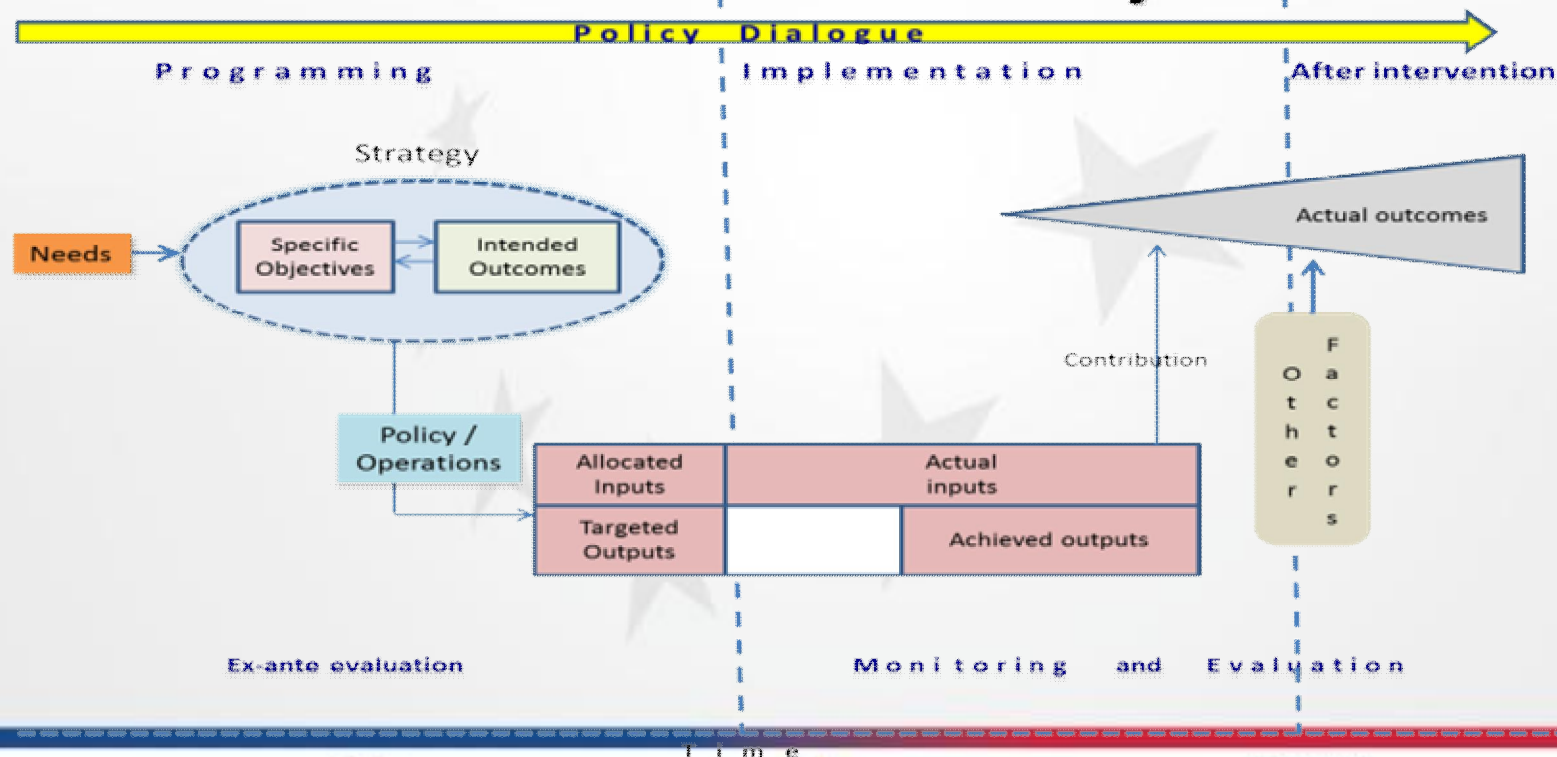 Policy Dialogue
Programming
Implementation
After intervention
Strategy
Needs
Specific
Objectives
Intended
Outcomes
Actual outcomes
Contribution
Other
Factors
Policy /
Operations
Allocated
Inputs
Actual
inputs
Targeted
Outputs
Achieved outputs
Ex-ante evaluation
Monitoring and Evaluation
Time